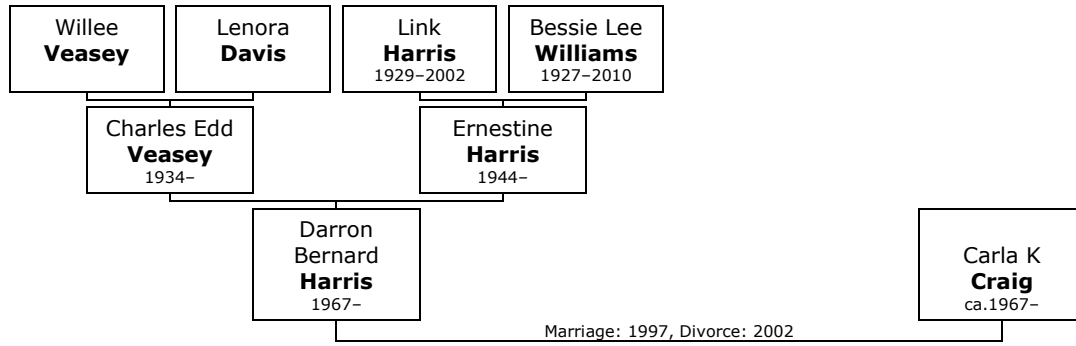 Willee
Veasey
Lenora
Davis
Link
Harris
1929–2002
Bessie Lee
Williams
1927–2010
Charles Edd
Veasey
1934–
Ernestine
Harris
1944–
Darron
Bernard
Harris
1967–
Carla K
Craig
ca.1967–
Marriage: 1997, Divorce: 2002